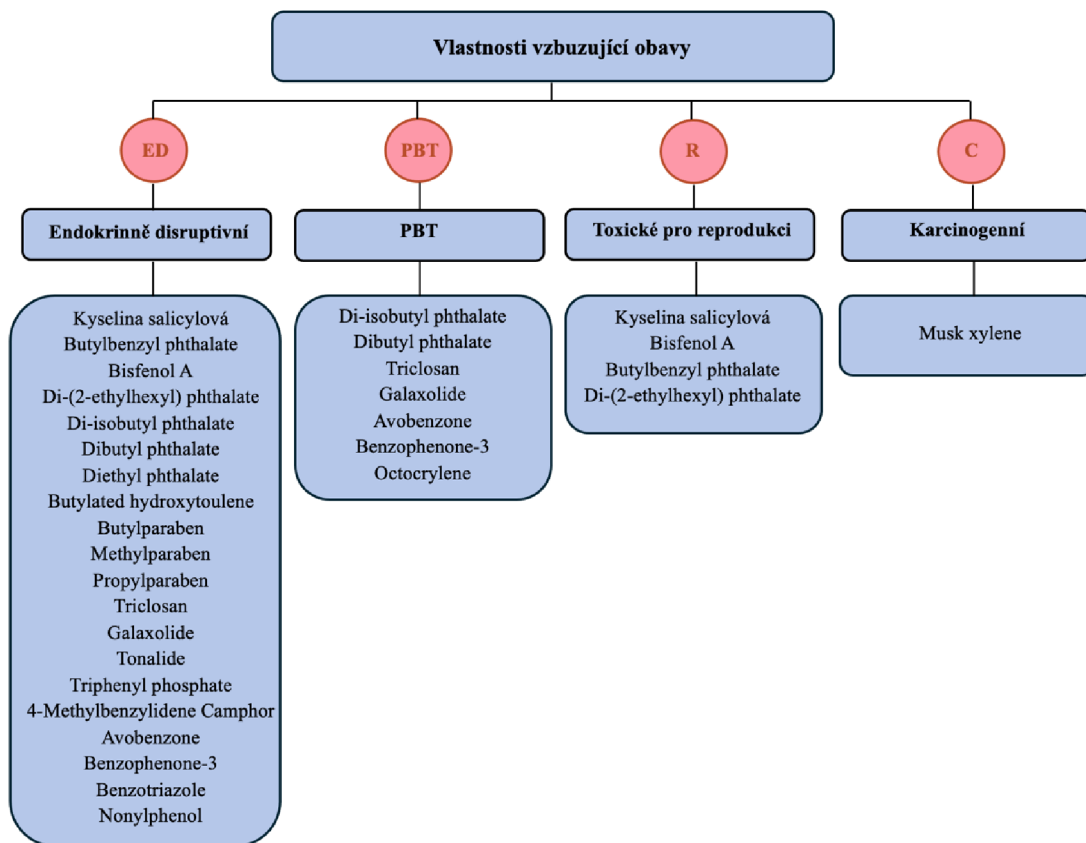 Vlastnosti vzbuzující obavy
ED
PBT
R
C
Endokrinně disruptivní
PBT
Toxické pro reprodukci
Karcinogenní
Kyselina salicylová
Butylbenzyl phthalate
Bisfenol A
Di-(2-ethylhexyl) phthalate
Di-isobutyl phthalate
Dibutyl phthalate
Diethyl phthalate
Butylated hydroxytoulene
Butylparaben
Methylparaben
Propylparaben
Triclosan
Galaxolide
Tonalide
Triphenyl phosphate
4-Methylbenzylidene Camphor
Avobenzone
Benzophenone-3
Benzotriazole
Nonylphenol
Di-isobutyl phthalate
Dibutyl phthalate
Triclosan
Galaxolide
Avobenzone
Benzophenone-3
Octocrylene
Kyselina salicylová
Bisfenol A
Butylbenzyl phthalate
Di-(2-ethylhexyl) phthalate
Musk xylene